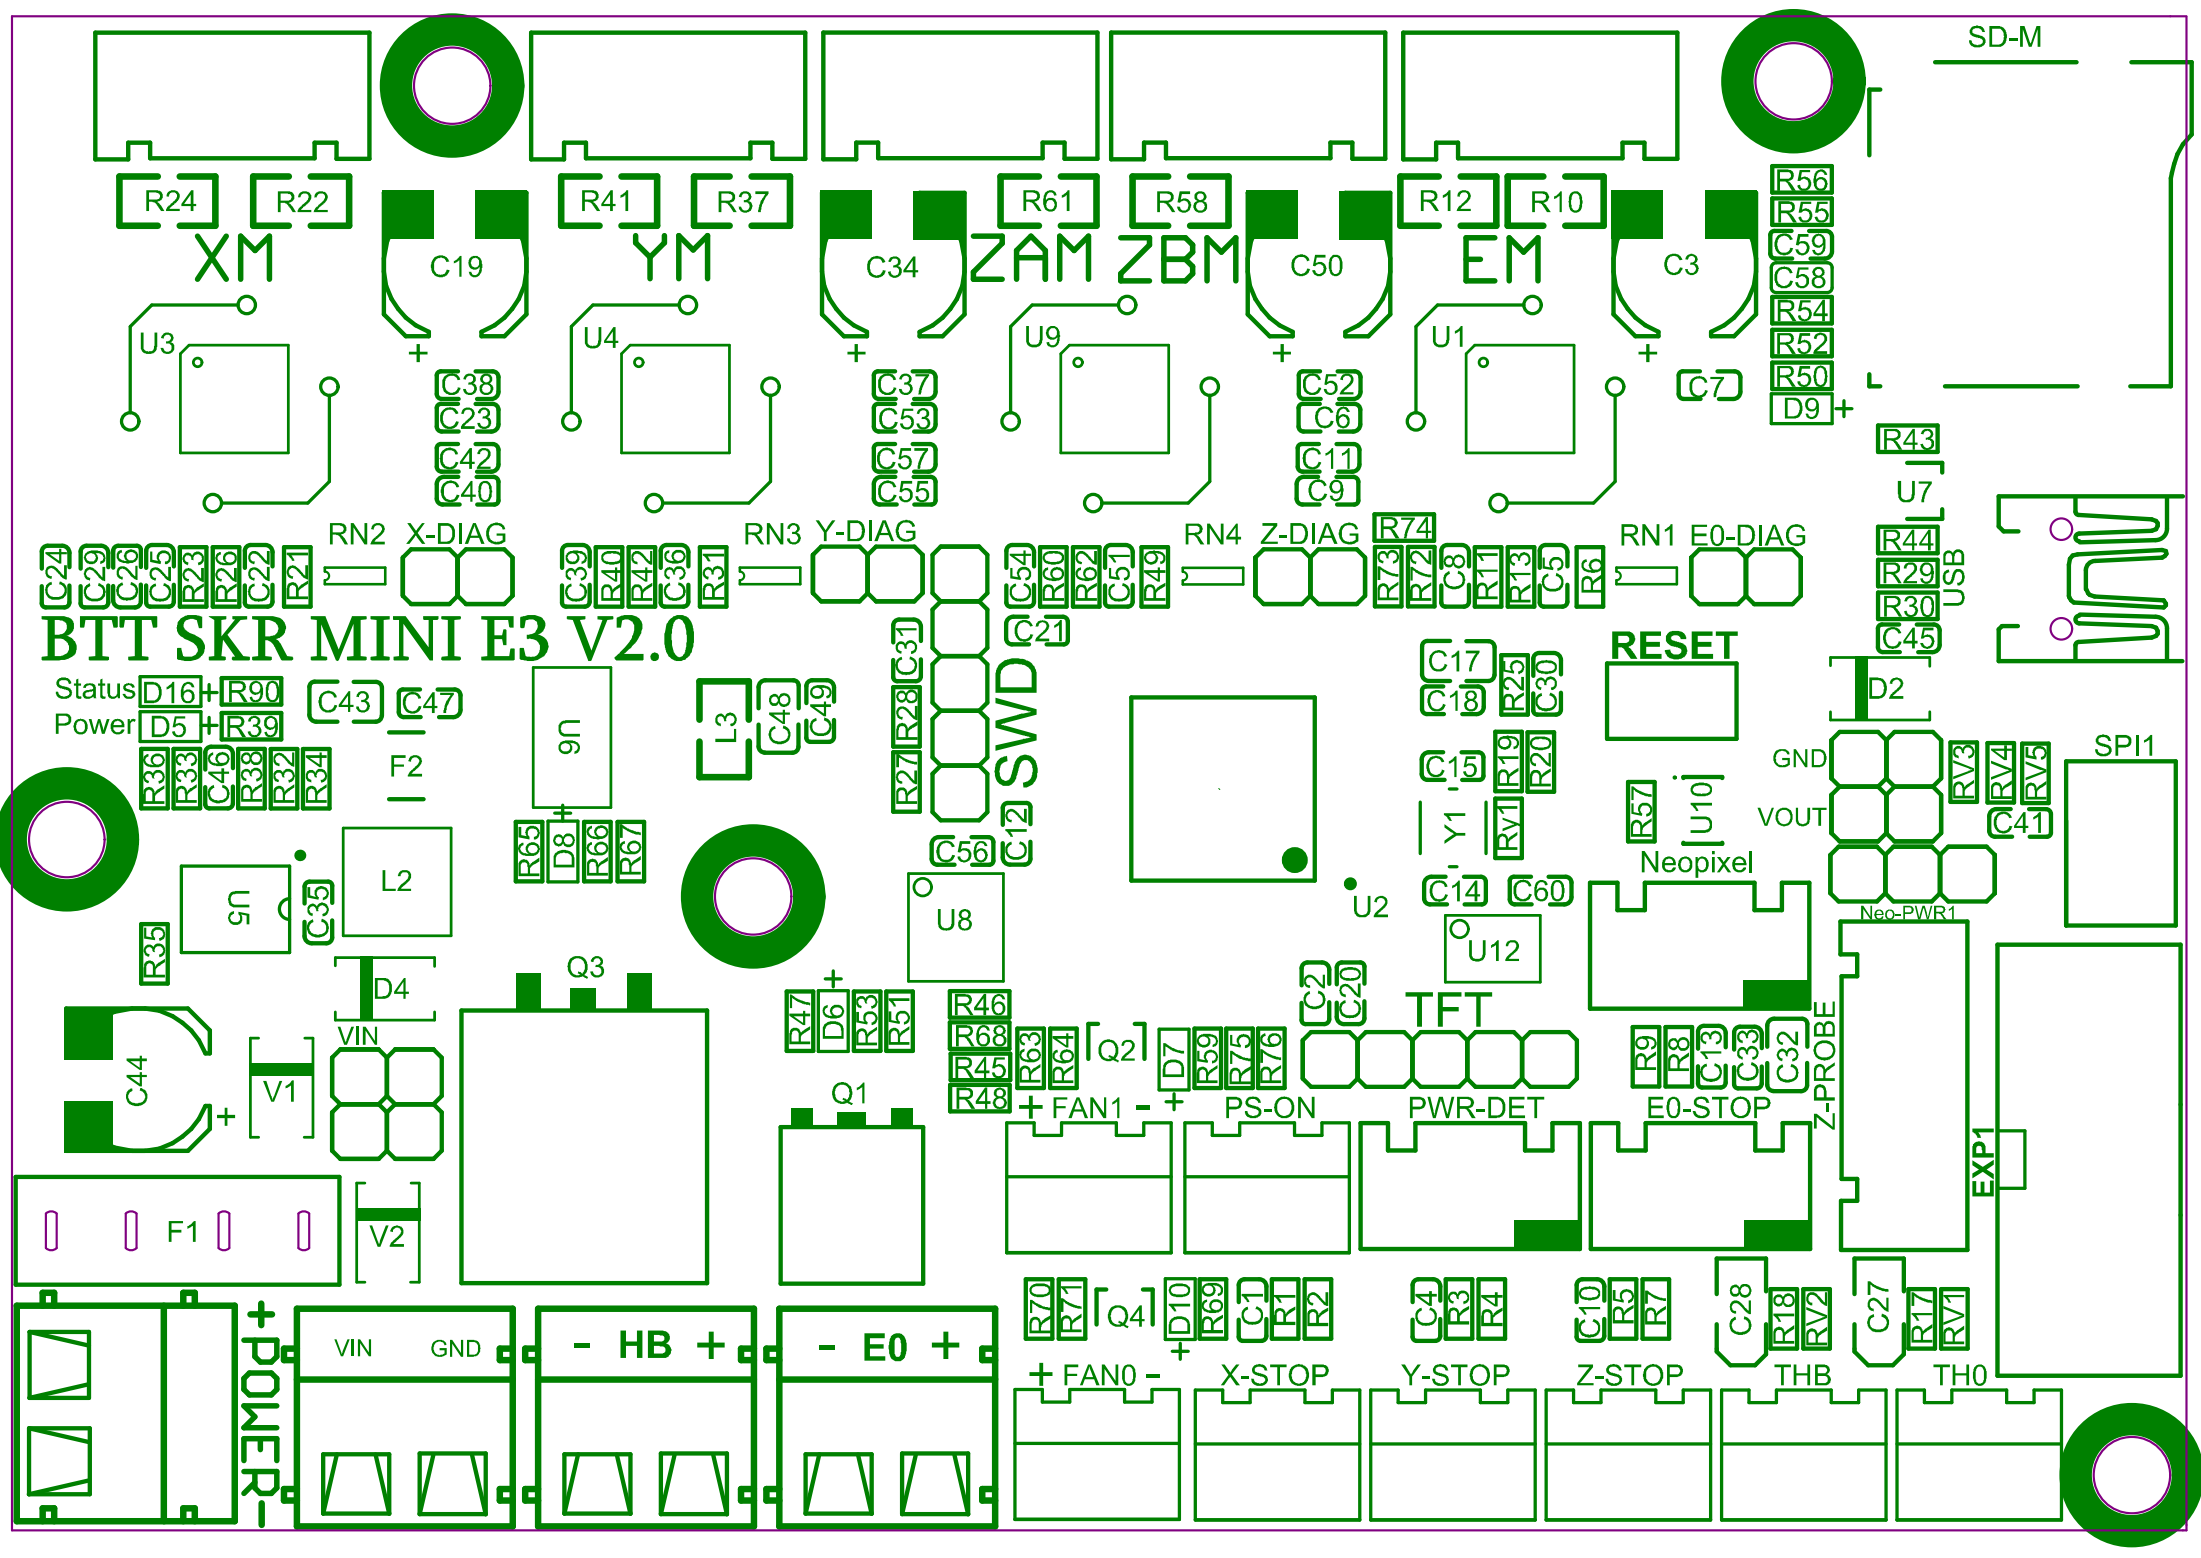 SD-M
R24 R22 R41 R37 R61 R58 R12 R10 R56
R55
XM C19 YM C34 ZAM ZBM C50 EM C3 C59
C58
R54
U3 U4 U9 U1 R52
+ + + +
C38 C37 C52 C7 R50
C23 C53 C6 D9 +
C42 C57 C11 R43
C40 C55 C9 U7
RN2 X-DIAG RN3 Y-DIAG RN4 Z-DIAG R74 RN1 E0-DIAG R44
C24 C29 C26 C25 R23 R26 C22 R21 C39 R40 R42 C36 R31 C54 R60 R62 C51 R49 R73 R72 C8 R11 R13 C5 R6 R29 USB
R30
BTT SKR MINI E3 V2.0 C31 C21 RESET C45
C17 R25 C30
Status D16 + R90 C43 C47 L3 C48 C49 R28 SWD C18 D2
Power D5 + R39 U6
R36 R33 C46 R38 R32 R34 F2 R27 C15 R19 R20 GND RV3 RV4 RV5 SPI1
+
R65 D8 R66 R67 C56 C12 Y1 Ry1 R57 U10 VOUT C41
L2 Neopixel
U5 C35 U8 U2 C14 C60 Neo-PWR1
R35 U12
D4 Q3 + C2 C20
VIN R47 D6 R53 R51 R46 TFT
R68
C44 V1 R45 R63 R64 Q2 D7 R59 R75 R76 R9 R8 C13 C33 C32 Z-PROBE
+ Q1 R48
+ FAN1 - + PS-ON PWR-DET E0-STOP
EXP1
F1 V2
+POWER- R70 R71 Q4 D10 R69 C1 R1 R2 C4 R3 R4 C10 R5 R7 C28 R18 RV2 C27 R17 RV1
VIN GND - HB + - E0 + +
+ FAN0 - X-STOP Y-STOP Z-STOP THB TH0